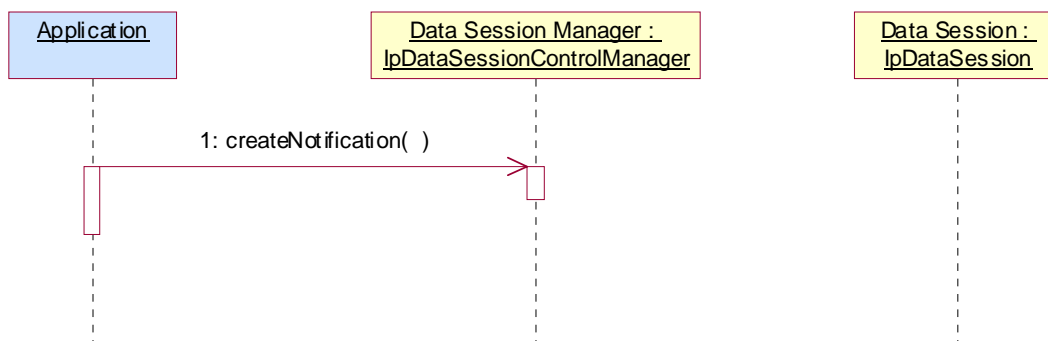 Application
Data Session Manager :
IpDataSessionControlManager
Data Session :
IpDataSession
1: createNotification( )